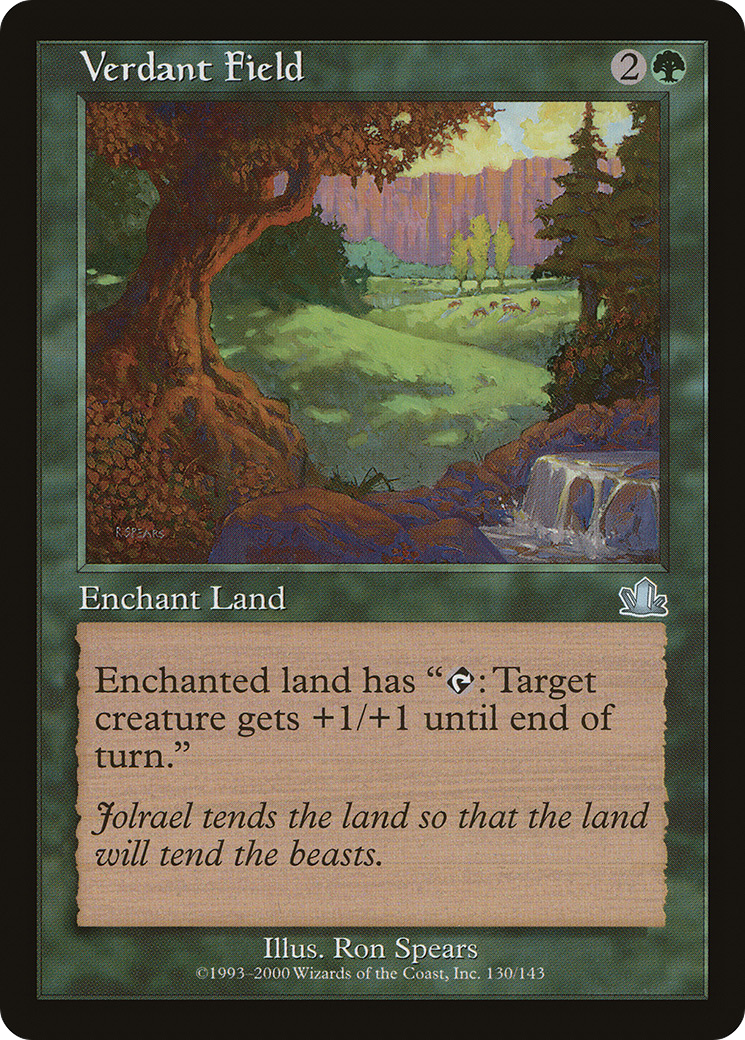 Verdant Field 2
R.SPEARS
Enchant Land
Enchanted land has “: Target
creature gets +1/+1 until end of
turn.”
Jolrael tends the land so that the land
will tend the beasts.
Illus. Ron Spears
©1993–2000 Wizards of the Coast, Inc. 130/143